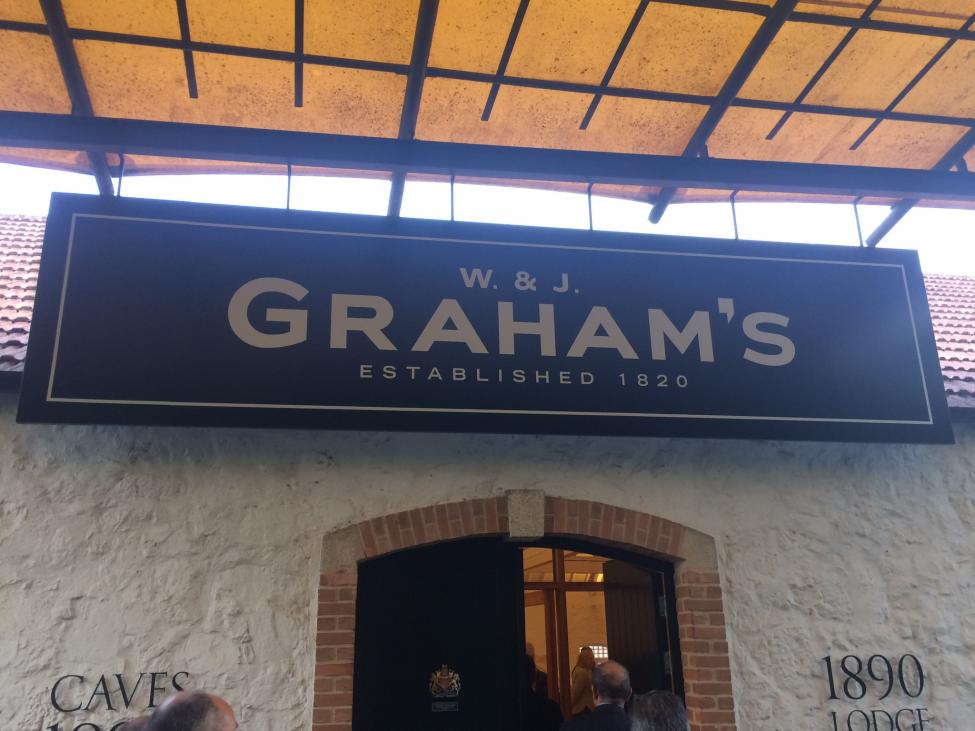 W. & J.
GRAHAM'S
ESTABLISHED 1820
CAVES
1890
LODGE